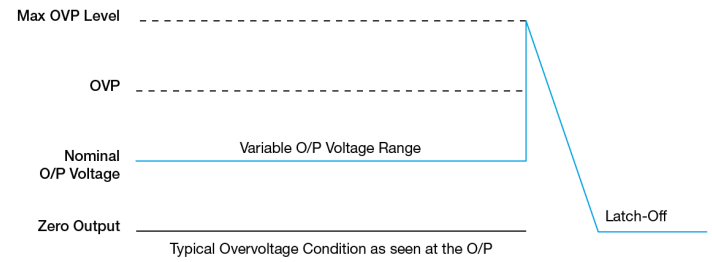 Max OVP Level
OVP
Variable O/P Voltage Range
Nominal
O/P Voltage
Latch-Off
Zero Output
Typical Overvoltage Condition as seen at the O/P